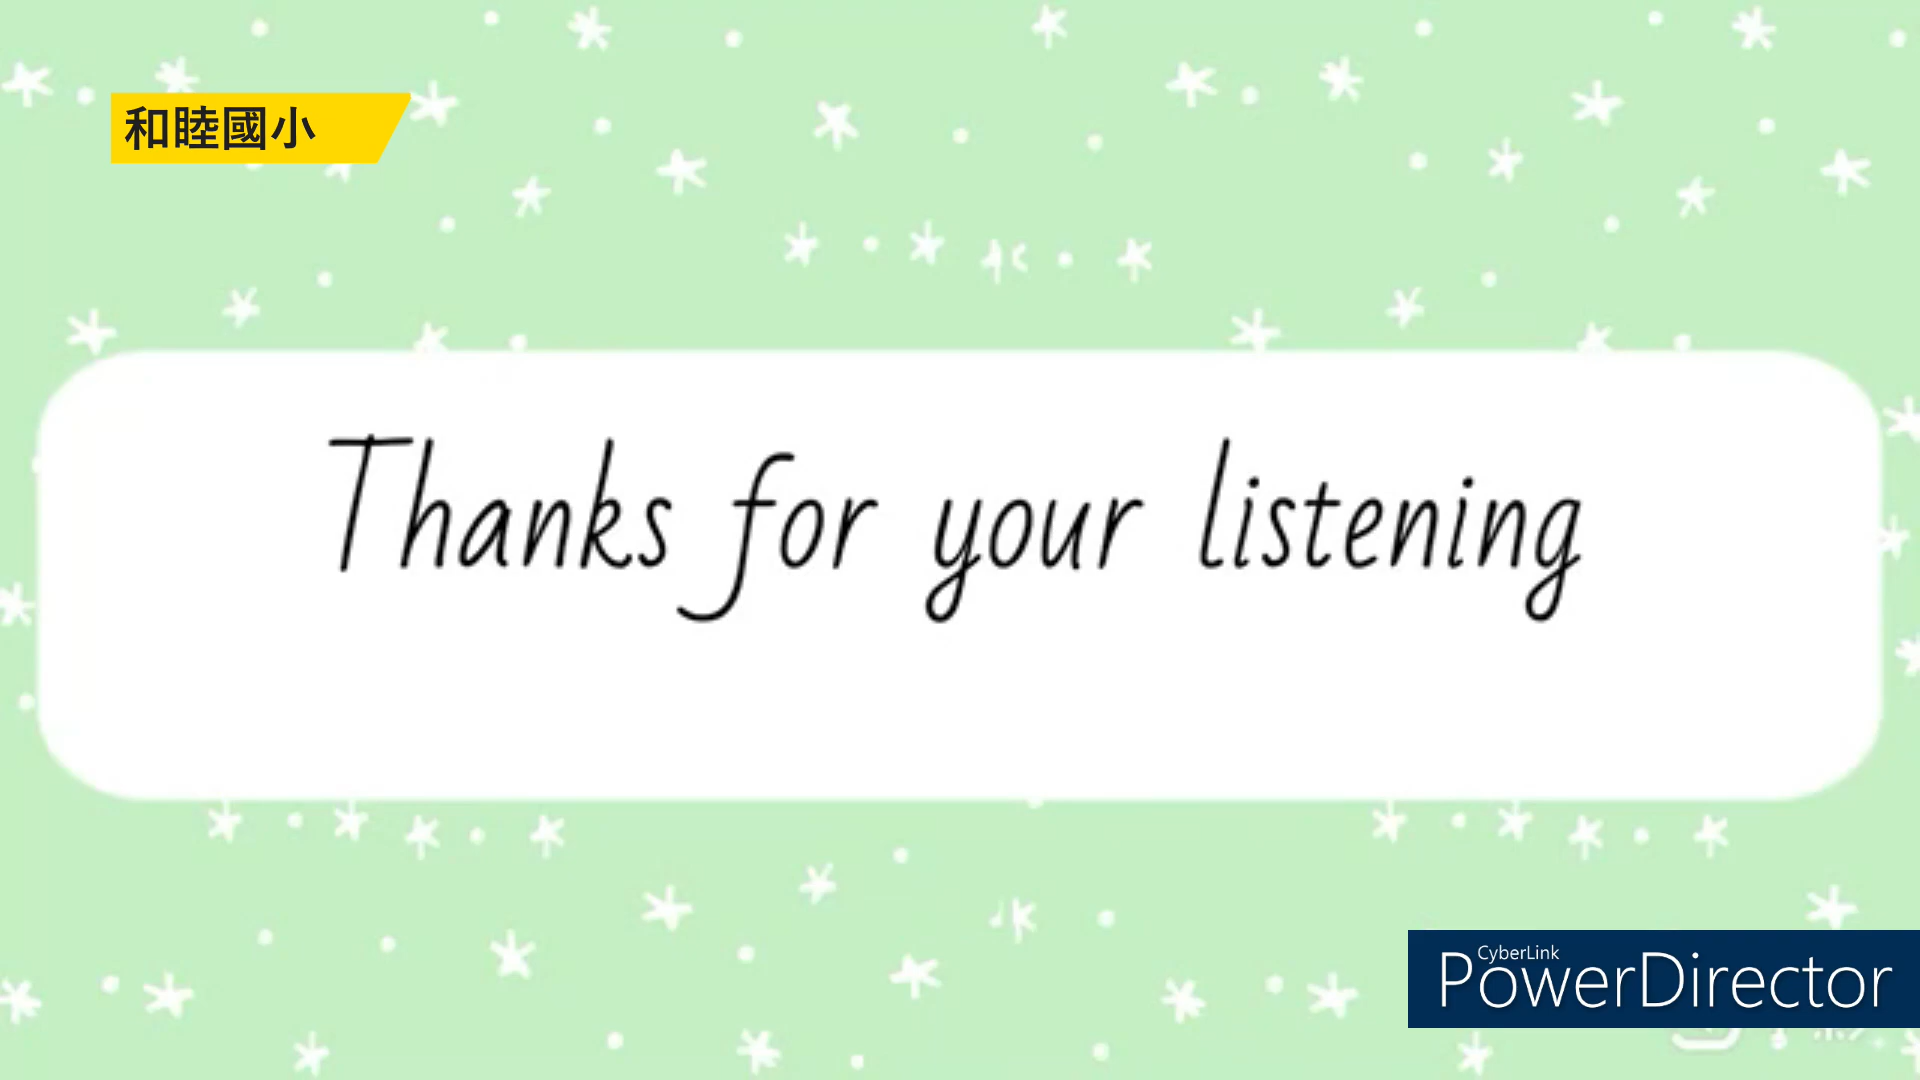 和睦國小
Thanks for your listening
CyberLink
PowerDirector